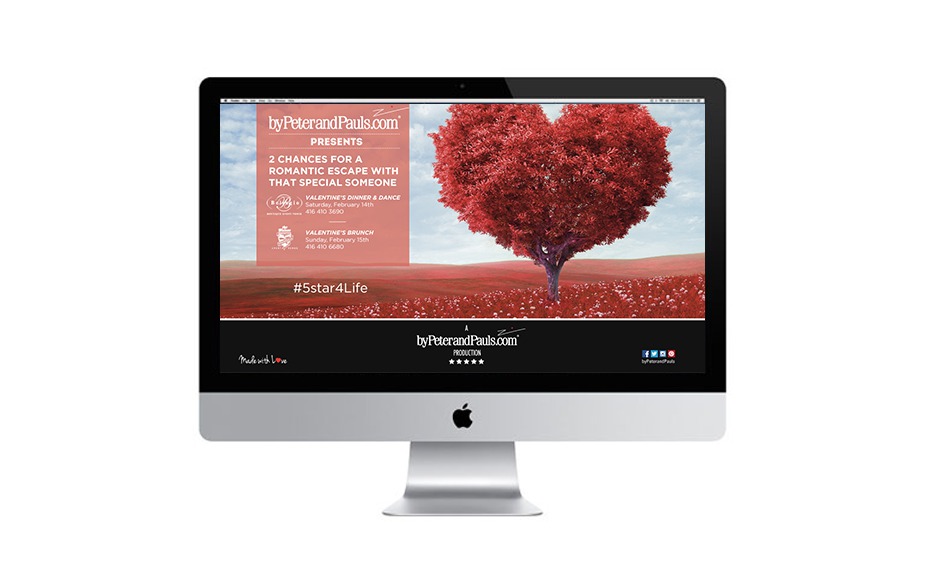 byPeterandPauls.com
PRESENTS
2 CHANCES FOR A
ROMANTIC ESCAPE WITH
THAT SPECIAL SOMEONE
VALENTINE'S DINNER & DANCE
Saturday, February 14th
416 410 3690
VALENTINE'S BRUNCH
Sunday, February 15th
416 410 6680
#5star4Life
A
byPeterandPauls.com
PRODUCTION
Made with Love
byPeterandPauls